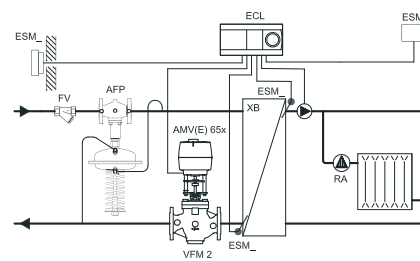 ECL
ESM_
ESM
FV
AFP
ESM_
XB
AMV(E) 65x
RA
ESM_
VFM 2